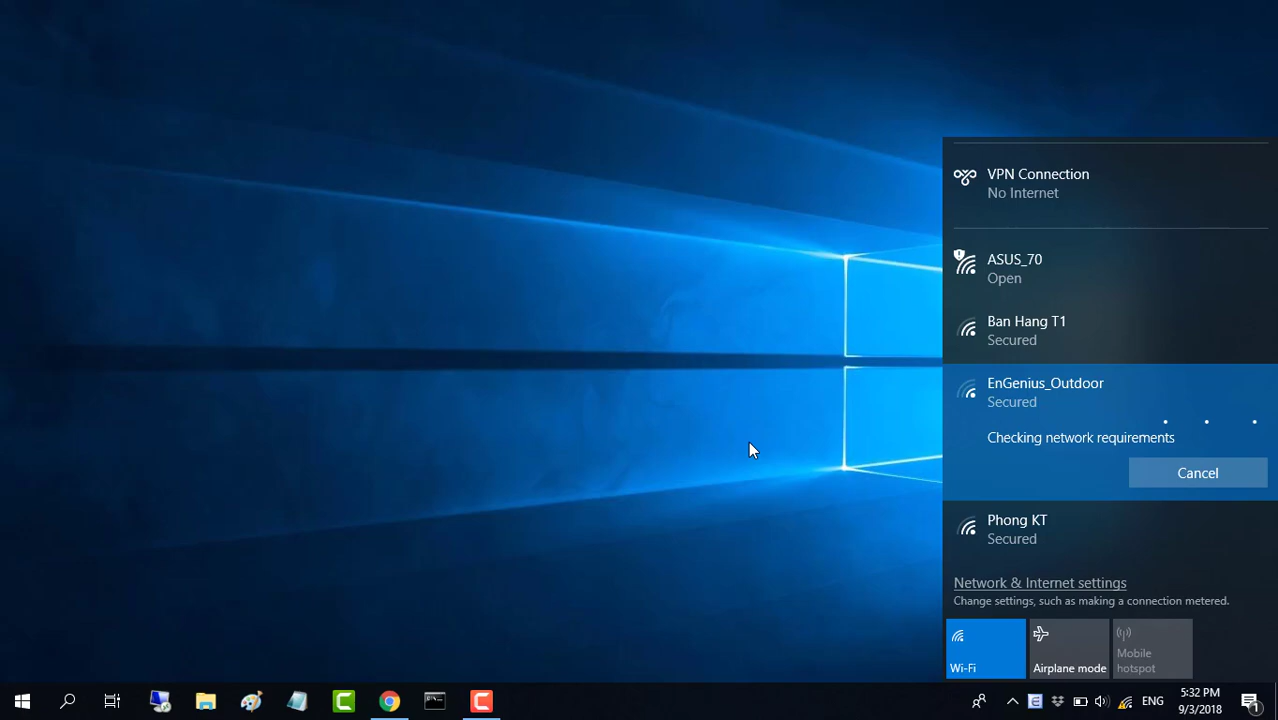 VPN Connection
No Internet
ASUS_70
Open
Ban Hang T1
Secured
EnGenius_Outdoor
Secured
Checking network requirements
Cancel
Phong KT
Secured
Network & Internet settings
Change settings, such as making a connection metered.
Wi-Fi
Airplane mode
Mobile
hotspot
ENG
5:32 PM
9/3/2018
1